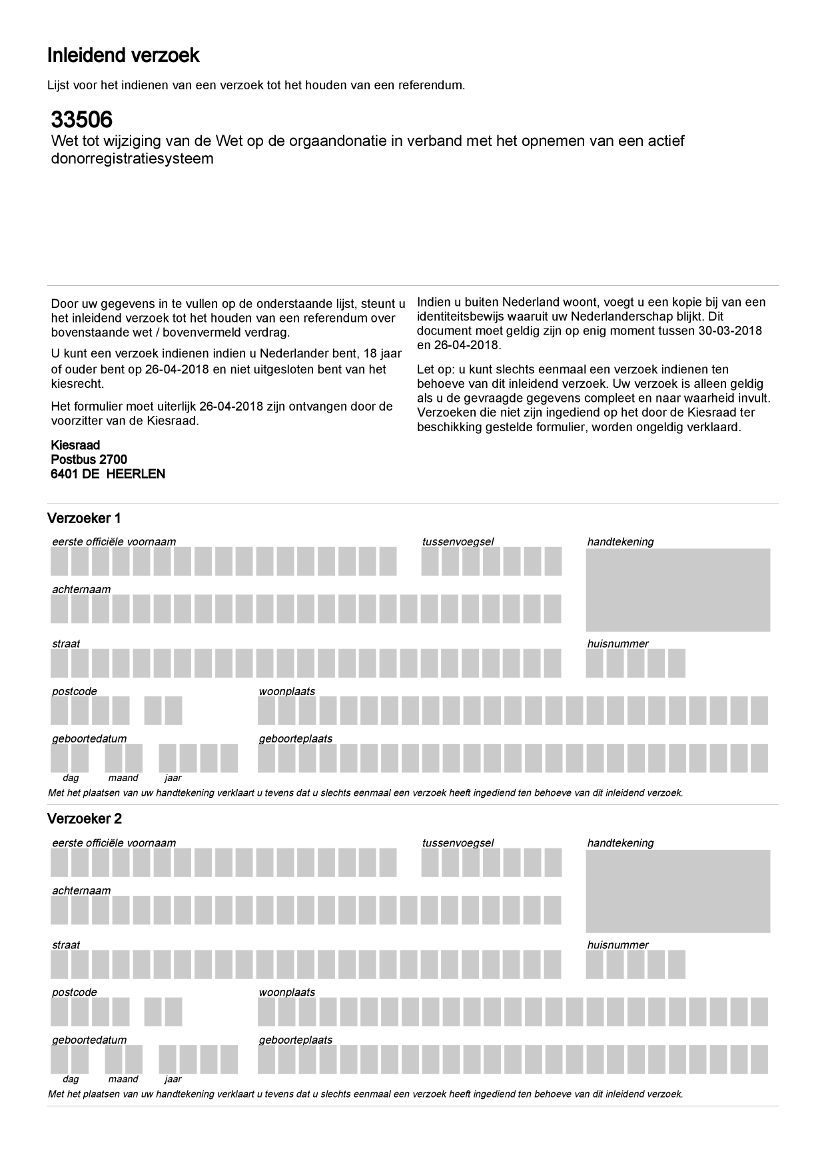 Inleidend verzoek
Lijst voor het indienen van een verzoek tot het houden van een referendum.
33506
Wet tot wijziging van de Wet op de orgaandonatie in verband met het opnemen van een actief
donorregistratiesysteem
Door uw gegevens in te vullen op de onderstaande lijst, steunt u
het inleidend verzoek tot het houden van een referendum over
bovenstaande wet / bovenvermeld verdrag.
U kunt een verzoek indienen indien u Nederlander bent, 18 jaar
of ouder bent op 26-04-2018 en niet uitgesloten bent van het
kiesrecht.
Het formulier moet uiterlijk 26-04-2018 zijn ontvangen door de
voorzitter van de Kiesraad.
Kiesraad
Postbus 2700
6401 DE HEERLEN
Indien u buiten Nederland woont, voegt u een kopie bij van een
identiteitsbewijs waaruit uw Nederlanderschap blijkt. Dit
document moet geldig zijn op enig moment tussen 30-03-2018
en 26-04-2018.
Let op: u kunt slechts eenmaal een verzoek indienen ten
behoeve van dit inleidend verzoek. Uw verzoek is alleen geldig
als u de gevraagde gegevens compleet en naar waarheid invult.
Verzoeken die niet zijn ingediend op het door de Kiesraad ter
beschikking gestelde formulier, worden ongeldig verklaard.
Verzoeker 1
eerste officiële voornaam tussenvoegsel handtekening
achternaam
straat huisnummer
postcode woonplaats
geboortedatum geboorteplaats
dag maand jaar
Met het plaatsen van uw handtekening verklaart u tevens dat u slechts eenmaal een verzoek heeft ingediend ten behoeve van dit inleidend verzoek.
Verzoeker 2
eerste officiële voornaam tussenvoegsel handtekening
achternaam
straat huisnummer
postcode woonplaats
geboortedatum geboorteplaats
dag maand jaar
Met het plaatsen van uw handtekening verklaart u tevens dat u slechts eenmaal een verzoek heeft ingediend ten behoeve van dit inleidend verzoek.